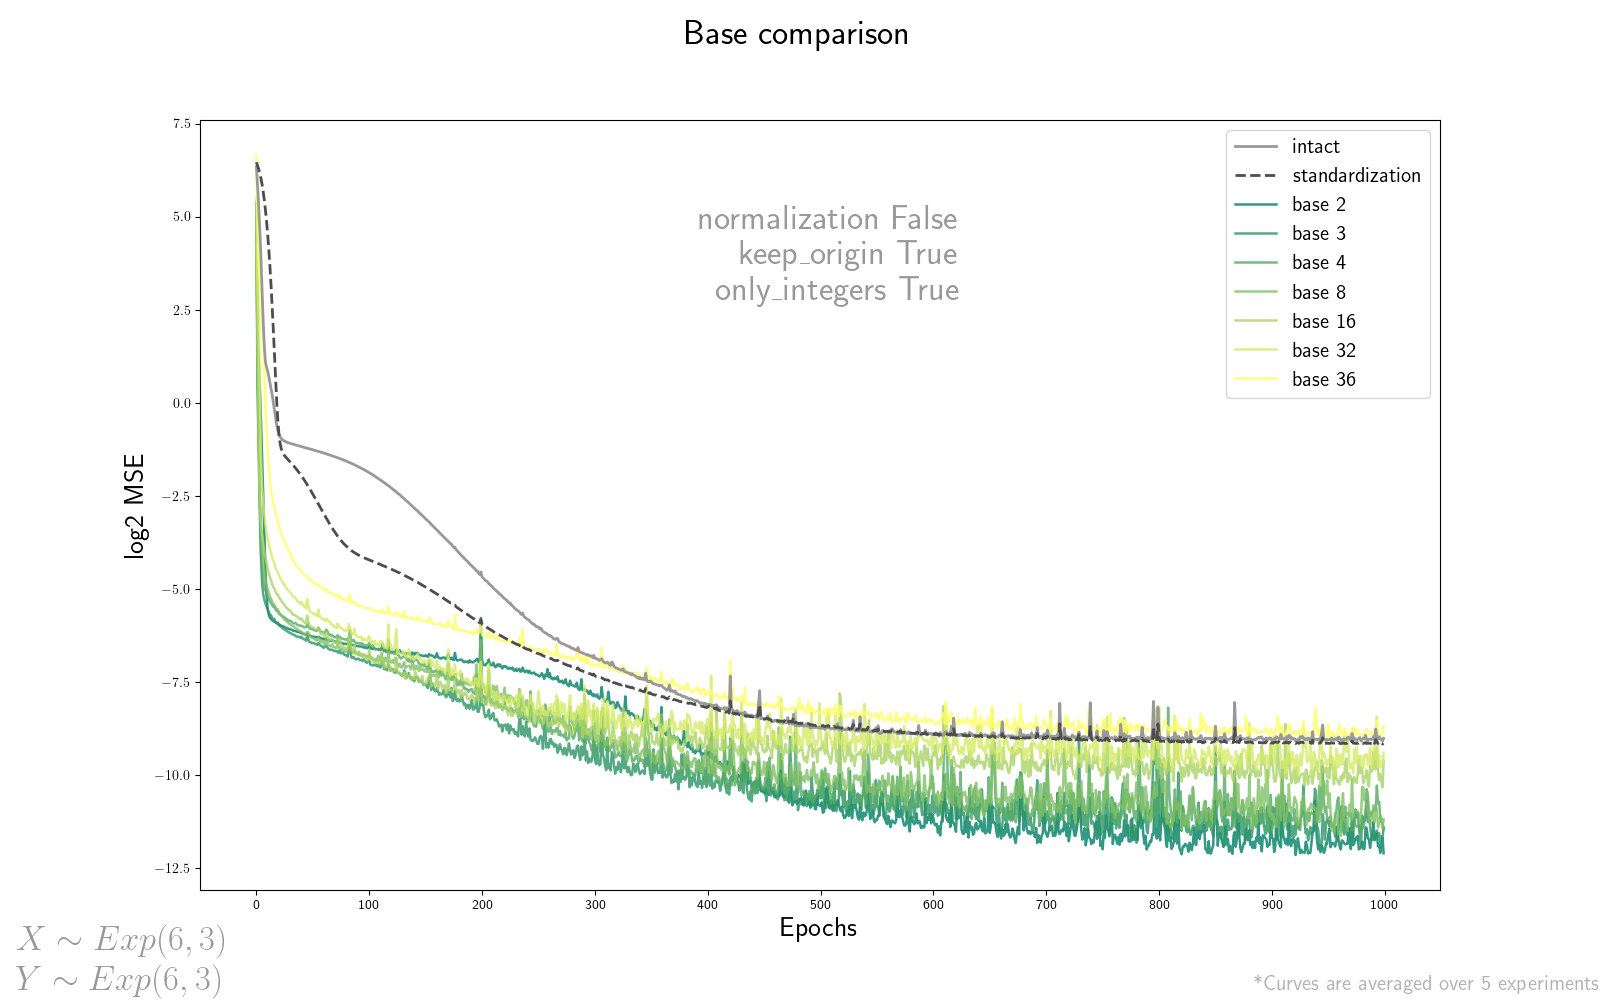 Base comparison
7.5
5.0
2.5
0.0
−2.5
−5.0
−7.5
−10.0
−12.5
log2 MSE
normalization False
keep_origin True
only_integers True
intact
standardization
base 2
base 3
base 4
base 8
base 16
base 32
base 36
0 100 200 300 400 500 600 700 800 900 1000
Epochs
X ∼ Exp(6, 3)
Y ∼ Exp(6, 3)
*Curves are averaged over 5 experiments